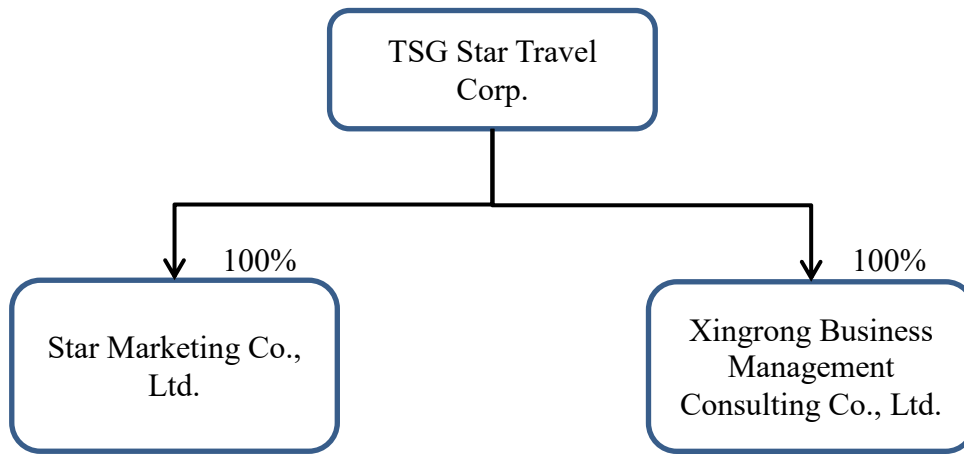 TSG Star Travel
Corp.
100%
100%
Star Marketing Co.,
Ltd.
Xingrong Business
Management
Consulting Co., Ltd.